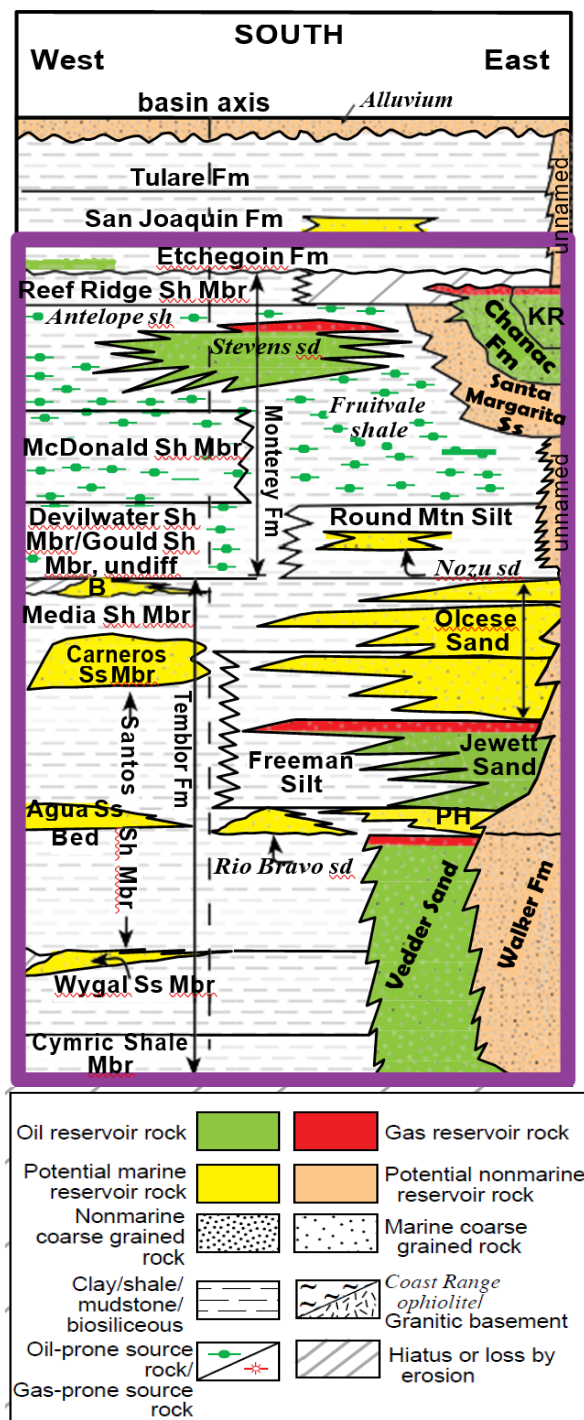 SOUTH
West East
basin axis
Alluvium
Tulare Fm
San Joaquin Fm
unnamed
Etchegoin Fm
Reef Ridge Sh Mbr
Antelope sh
Stevens sd
KR
Chanac
Fm
Santa
Margarita
Ss
Fruitvale
shale
Monterey Fm
McDonald Sh Mbr
unnamed
Devilwater Sh
Mbr/Gould Sh
Mbr, undiff
Round Mtn Silt
Nozu sd
B
Media Sh Mbr
Olcese
Sand
Carneros
Ss Mbr
Temblor Fm
Santos
Sh Mbr
Freeman
Silt
Jewett
Sand
Agua Ss
Bed
PH
Rio Bravo sd
Vedder Sand
Walker Fm
Wygal Ss Mbr
Cymric Shale
Mbr
Oil reservoir rock
Gas reservoir rock
Potential marine
reservoir rock
Potential nonmarine
reservoir rock
Nonmarine
coarse grained
rock
Marine coarse
grained rock
Clay/shale/
mudstone/
biosiliceous
Coast Range
ophiolite/
Granitic basement
Oil-prone source
rock/
Gas-prone source
rock
Hiatus or loss by
erosion